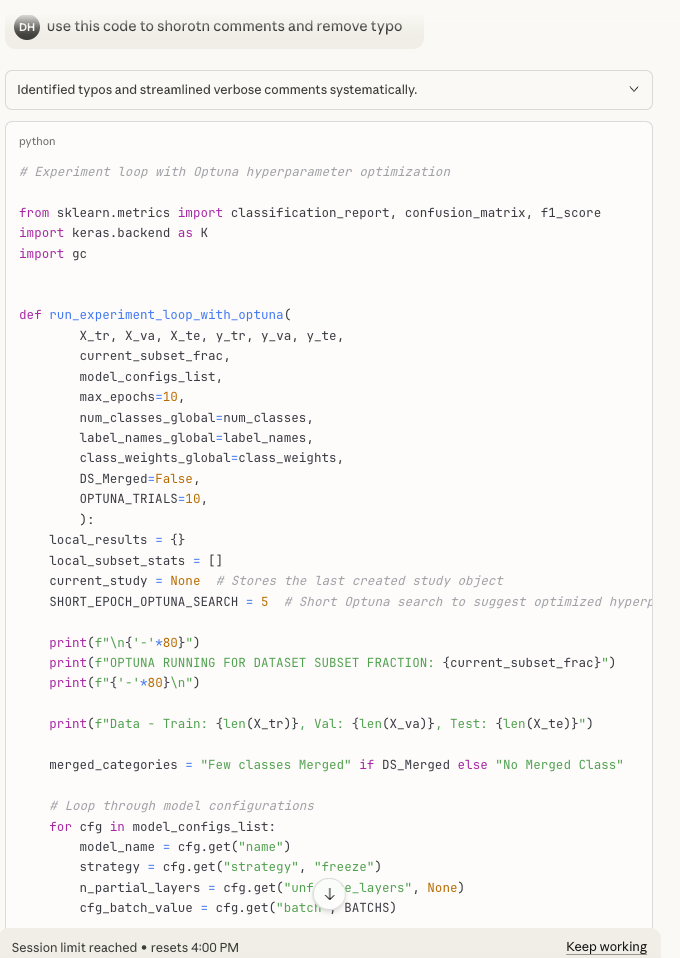 DH use this code to shorotn comments and remove typo
Identified typos and streamlined verbose comments systematically.
python
# Experiment loop with Optuna hyperparameter optimization
from sklearn.metrics import classification_report, confusion_matrix, f1_score
import keras.backend as K
import gc
def run_experiment_loop_with_optuna(
        X_tr, X_va, X_te, y_tr, y_va, y_te,
        current_subset_frac,
        model_configs_list,
        max_epochs=10,
        num_classes_global=num_classes,
        label_names_global=label_names,
        class_weights_global=class_weights,
        DS_Merged=False,
        OPTUNA_TRIALS=10,
        ):
    local_results = {}
    local_subset_stats = []
    current_study = None  # Stores the last created study object
    SHORT_EPOCH_OPTUNA_SEARCH = 5  # Short Optuna search to suggest optimized hyperp
    print(f"\n{'-'*80}")
    print(f"OPTUNA RUNNING FOR DATASET SUBSET FRACTION: {current_subset_frac}")
    print(f"{'-'*80}\n")
    print(f"Data - Train: {len(X_tr)}, Val: {len(X_va)}, Test: {len(X_te)}")
    merged_categories = "Few classes Merged" if DS_Merged else "No Merged Class"
    # Loop through model configurations
    for cfg in model_configs_list:
        model_name = cfg.get("name")
        strategy = cfg.get("strategy", "freeze")
        n_partial_layers = cfg.get("unf e_layers", None)
        cfg_batch_value = cfg.get("batch , BATCHS)
Session limit reached • resets 4:00 PM
Keep working